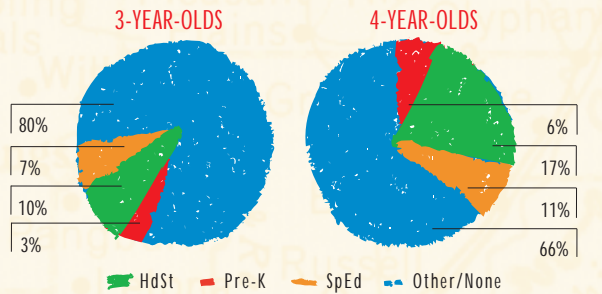 3-YEAR-OLDS
4-YEAR-OLDS
80%
7%
10%
3%
6%
17%
11%
66%
HdSt Pre-K SpEd Other/None